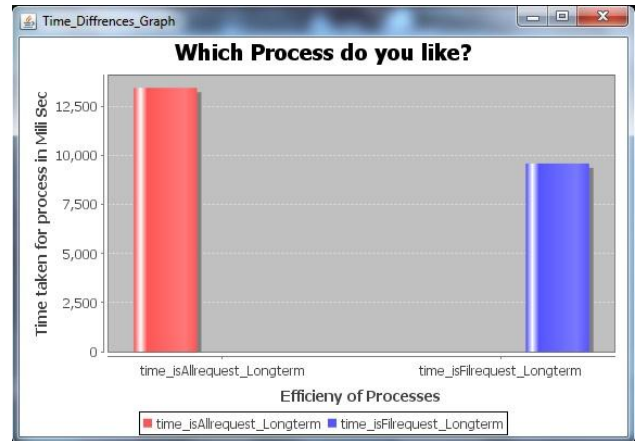 Time_Diffrences_Graph
Which Process do you like?
Time taken for process in Mili Sec
12,500
10,000
7,500
5,000
2,500
0
time_isAllrequest_Longterm time_isFilrequest_Longterm
Efficieny of Processes
time_isAllrequest_Longterm time_isFilrequest_Longterm